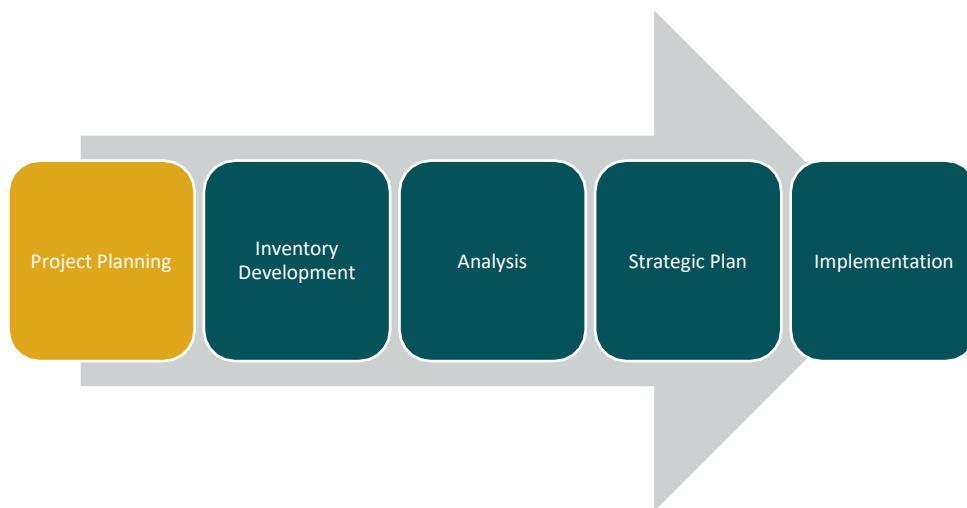 Project Planning
Inventory
Development
Analysis
Strategic Plan
Implementation